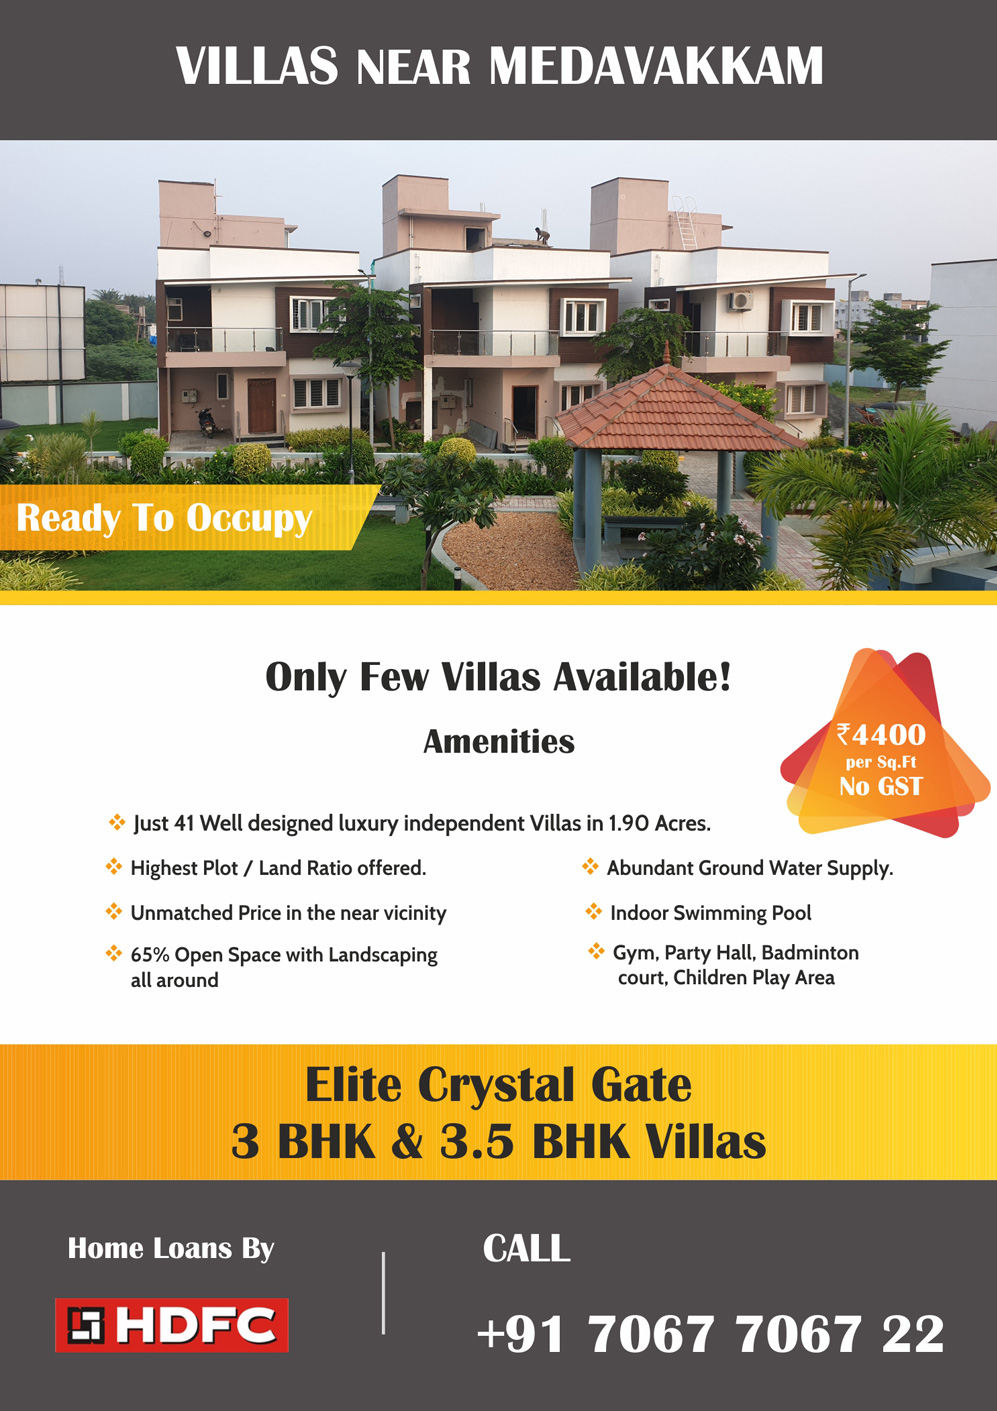 VILLAS NEAR MEDAVAKKAM
Ready To Occupy
Only Few Villas Available!
Amenities
₹4400
per Sq.Ft
No GST
Just 41 Well designed luxury independent Villas in 1.90 Acres.
Highest Plot / Land Ratio offered.
Unmatched Price in the near vicinity
65% Open Space with Landscaping
all around
Abundant Ground Water Supply.
Indoor Swimming Pool
Gym, Party Hall, Badminton
court, Children Play Area
Elite Crystal Gate
3 BHK & 3.5 BHK Villas
Home Loans By
HDFC
CALL
+91 7067 7067 22